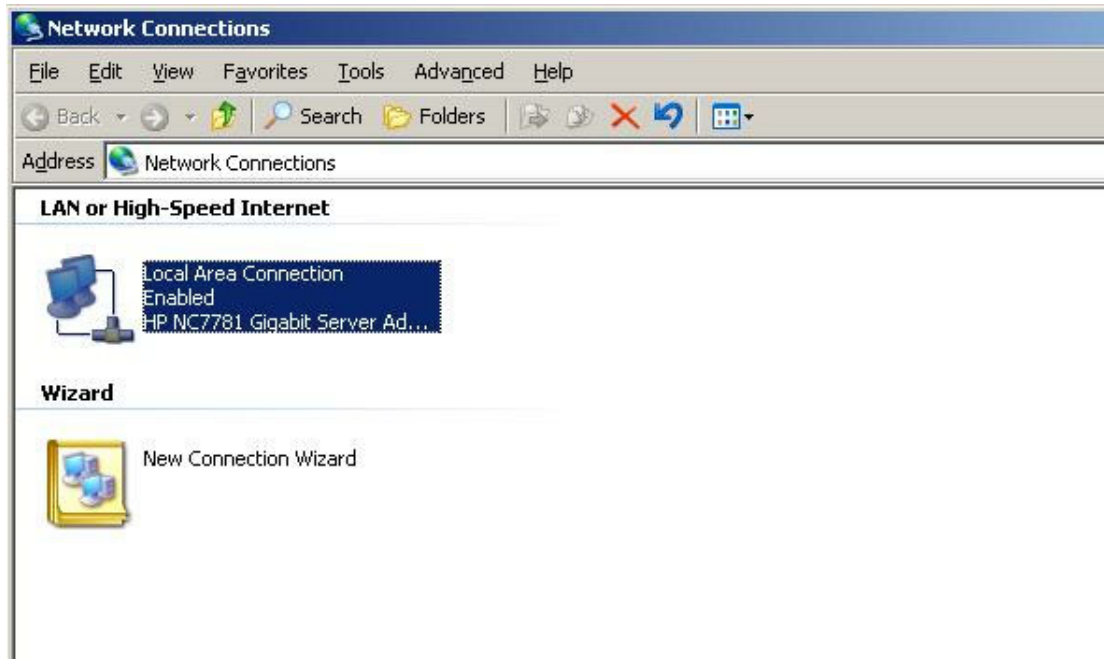 Network Connections
File Edit View Favorites Tools Advanced Help
Back Search Folders
Address Network Connections
LAN or High-Speed Internet
Local Area Connection
Enabled
HP NC7781 Gigabit Server Ad...
Wizard
New Connection Wizard